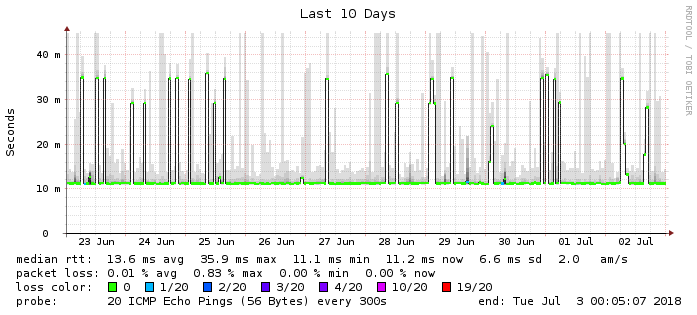 Last 10 Days
RRDTOOL / TOBI OETIKER
Seconds
40 m
30 m
20 m
10 m
0
23 Jun 24 Jun 25 Jun 26 Jun 27 Jun 28 Jun 29 Jun 30 Jun 01 Jul 02 Jul
median rtt: 13.6 ms avg 35.9 ms max 11.1 ms min 11.2 ms now 6.6 ms sd 2.0 am/s
packet loss: 0.01 % avg 0.83 % max 0.00 % min 0.00 % now
loss color: 0 1/20 2/20 3/20 4/20 10/20 19/20
probe: 20 ICMP Echo Pings (56 Bytes) every 300s end: Tue Jul 3 00:05:07 2018